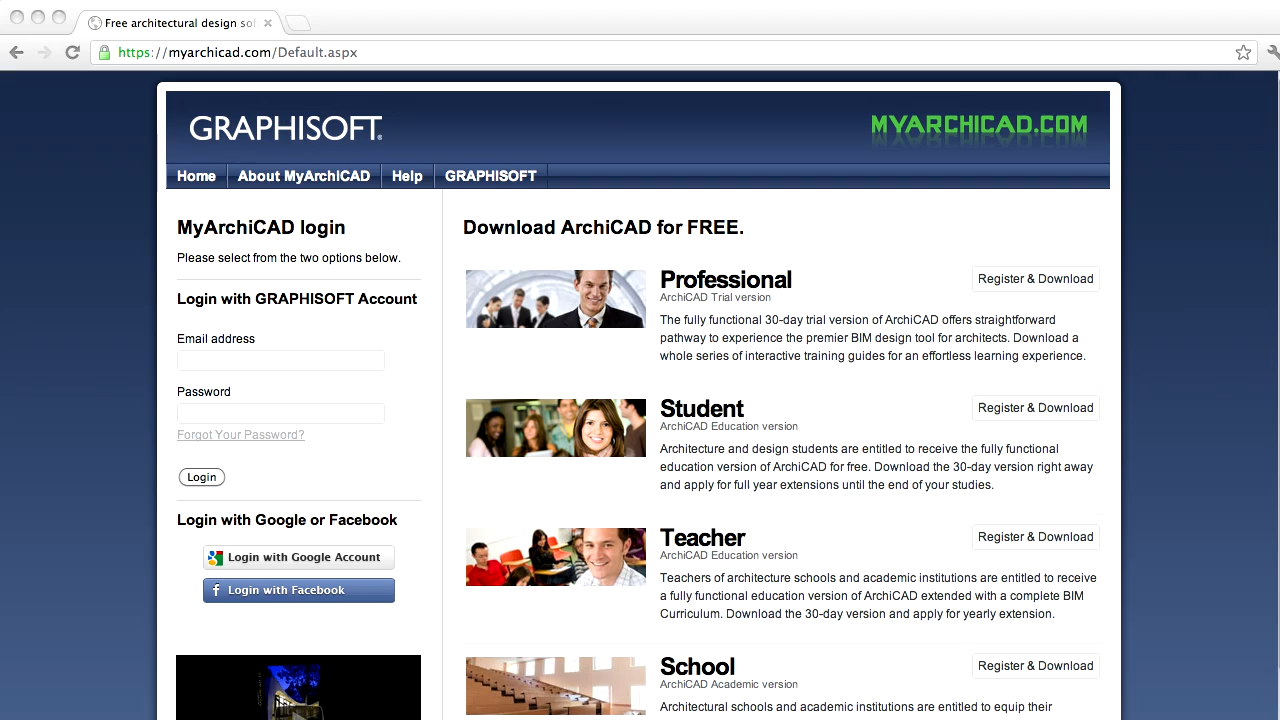 Free architectural design sof
https://myarchicad.com/Default.aspx
GRAPHISOFT®
MYARCHICAD.COM
Home
About MyArchiCAD
Help
GRAPHISOFT
MyArchiCAD login
Please select from the two options below.
Login with GRAPHISOFT Account
Email address
Password
Forgot Your Password?
Login
Login with Google or Facebook
Login with Google Account
Login with Facebook
Download ArchiCAD for FREE.
Professional
Register & Download
ArchiCAD Trial version
The fully functional 30-day trial version of ArchiCAD offers straightforward
pathway to experience the premier BIM design tool for architects. Download a
whole series of interactive training guides for an effortless learning experience.
Student
Register & Download
ArchiCAD Education version
Architecture and design students are entitled to receive the fully functional
education version of ArchiCAD for free. Download the 30-day version right away
and apply for full year extensions until the end of your studies.
Teacher
Register & Download
ArchiCAD Education version
Teachers of architecture schools and academic institutions are entitled to receive
a fully functional education version of ArchiCAD extended with a complete BIM
Curriculum. Download the 30-day version and apply for yearly extension.
School
Register & Download
ArchiCAD Academic version
Architectural schools and academic institutions are entitled to equip their